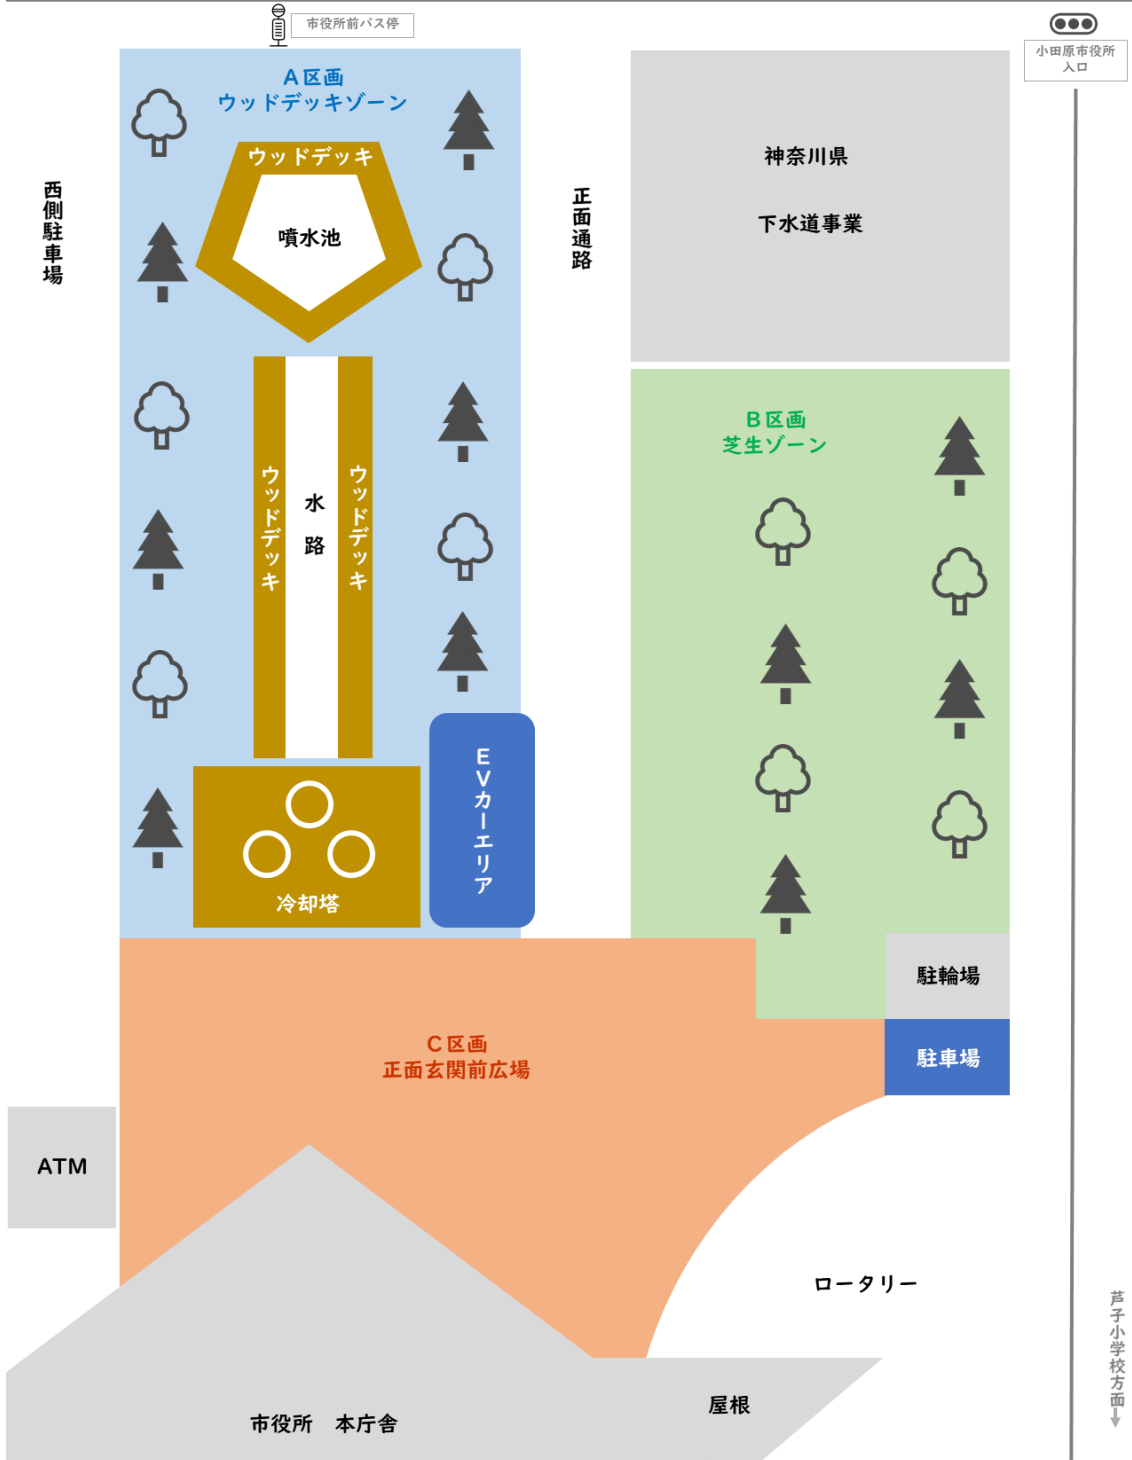 市役所前バス停
小田原市役所
入口
A区画
ウッドデッキゾーン
ウッドデッキ
噴水池
西側駐車場
正面通路
神奈川県
下水道事業
B区画
芝生ゾーン
ウッドデッキ
水路
ウッドデッキ
EVカーエリア
冷却塔
駐輪場
駐車場
C区画
正面玄関前広場
ATM
ロータリー
芦子小学校方面→
屋根
市役所　本庁舎